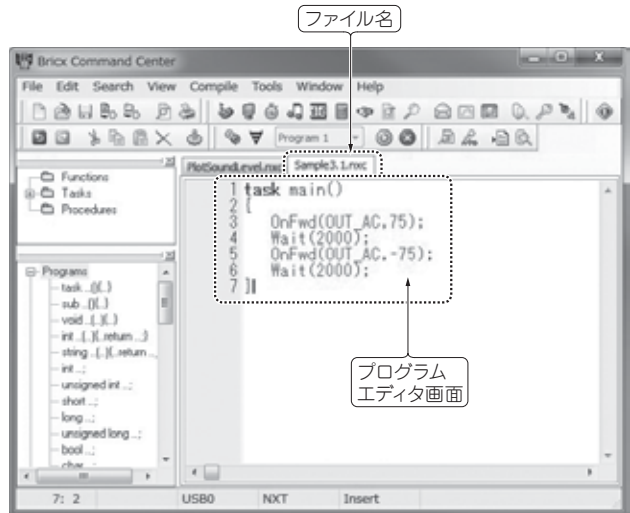 ファイル名
Bricx Command Center
File Edit Search View Compile Tools Window Help
Program 1
PlotSoundLevel.nxc Sample3.1.nxc
Functions
Tasks
Procedures
1 task main()
2 {
3 OnFwd(OUT_AC,75);
4 Wait(2000);
5 OnFwd(OUT_AC,-75);
6 Wait(2000);
7 }
プログラム
エディタ画面
Programs
task ..(){..}
sub ..(){..}
void ..(..){..}
int ..(..){..return ..;}
string ..(..){..return ..
int ..;
unsigned int ..;
short ..;
long ..;
unsigned long ..;
bool ..;
char ..;
7: 2 USB0 NXT Insert